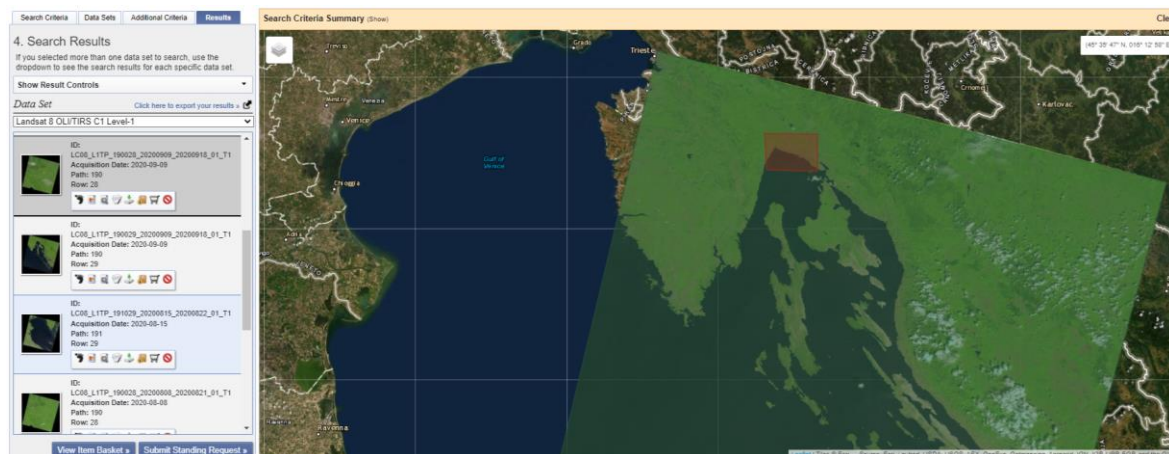 Search Criteria
Data Sets
Additional Criteria
Results
4. Search Results
If you selected more than one data set to search, use the
dropdown to see the search results for each specific data set.
Show Result Controls
Data Set
Click here to export your results »
Landsat 8 OLI/TIRS C1 Level-1
ID:
LC08_L1TP_190028_20200909_20200918_01_T1
Acquisition Date: 2020-09-09
Path: 190
Row: 28
ID:
LC08_L1TP_190029_20200909_20200918_01_T1
Acquisition Date: 2020-09-09
Path: 190
Row: 29
ID:
LC08_L1TP_191029_20200815_20200822_01_T1
Acquisition Date: 2020-08-15
Path: 191
Row: 29
ID:
LC08_L1TP_190028_20200808_20200821_01_T1
Acquisition Date: 2020-08-08
Path: 190
Row: 28
View Item Basket »
Submit Standing Request »
Search Criteria Summary (Show)
Cle
Treviso
Grado
Trieste
Venice
Gulf of
Venice
Chioggia
Ravenna
Črnomelj
Karlovac